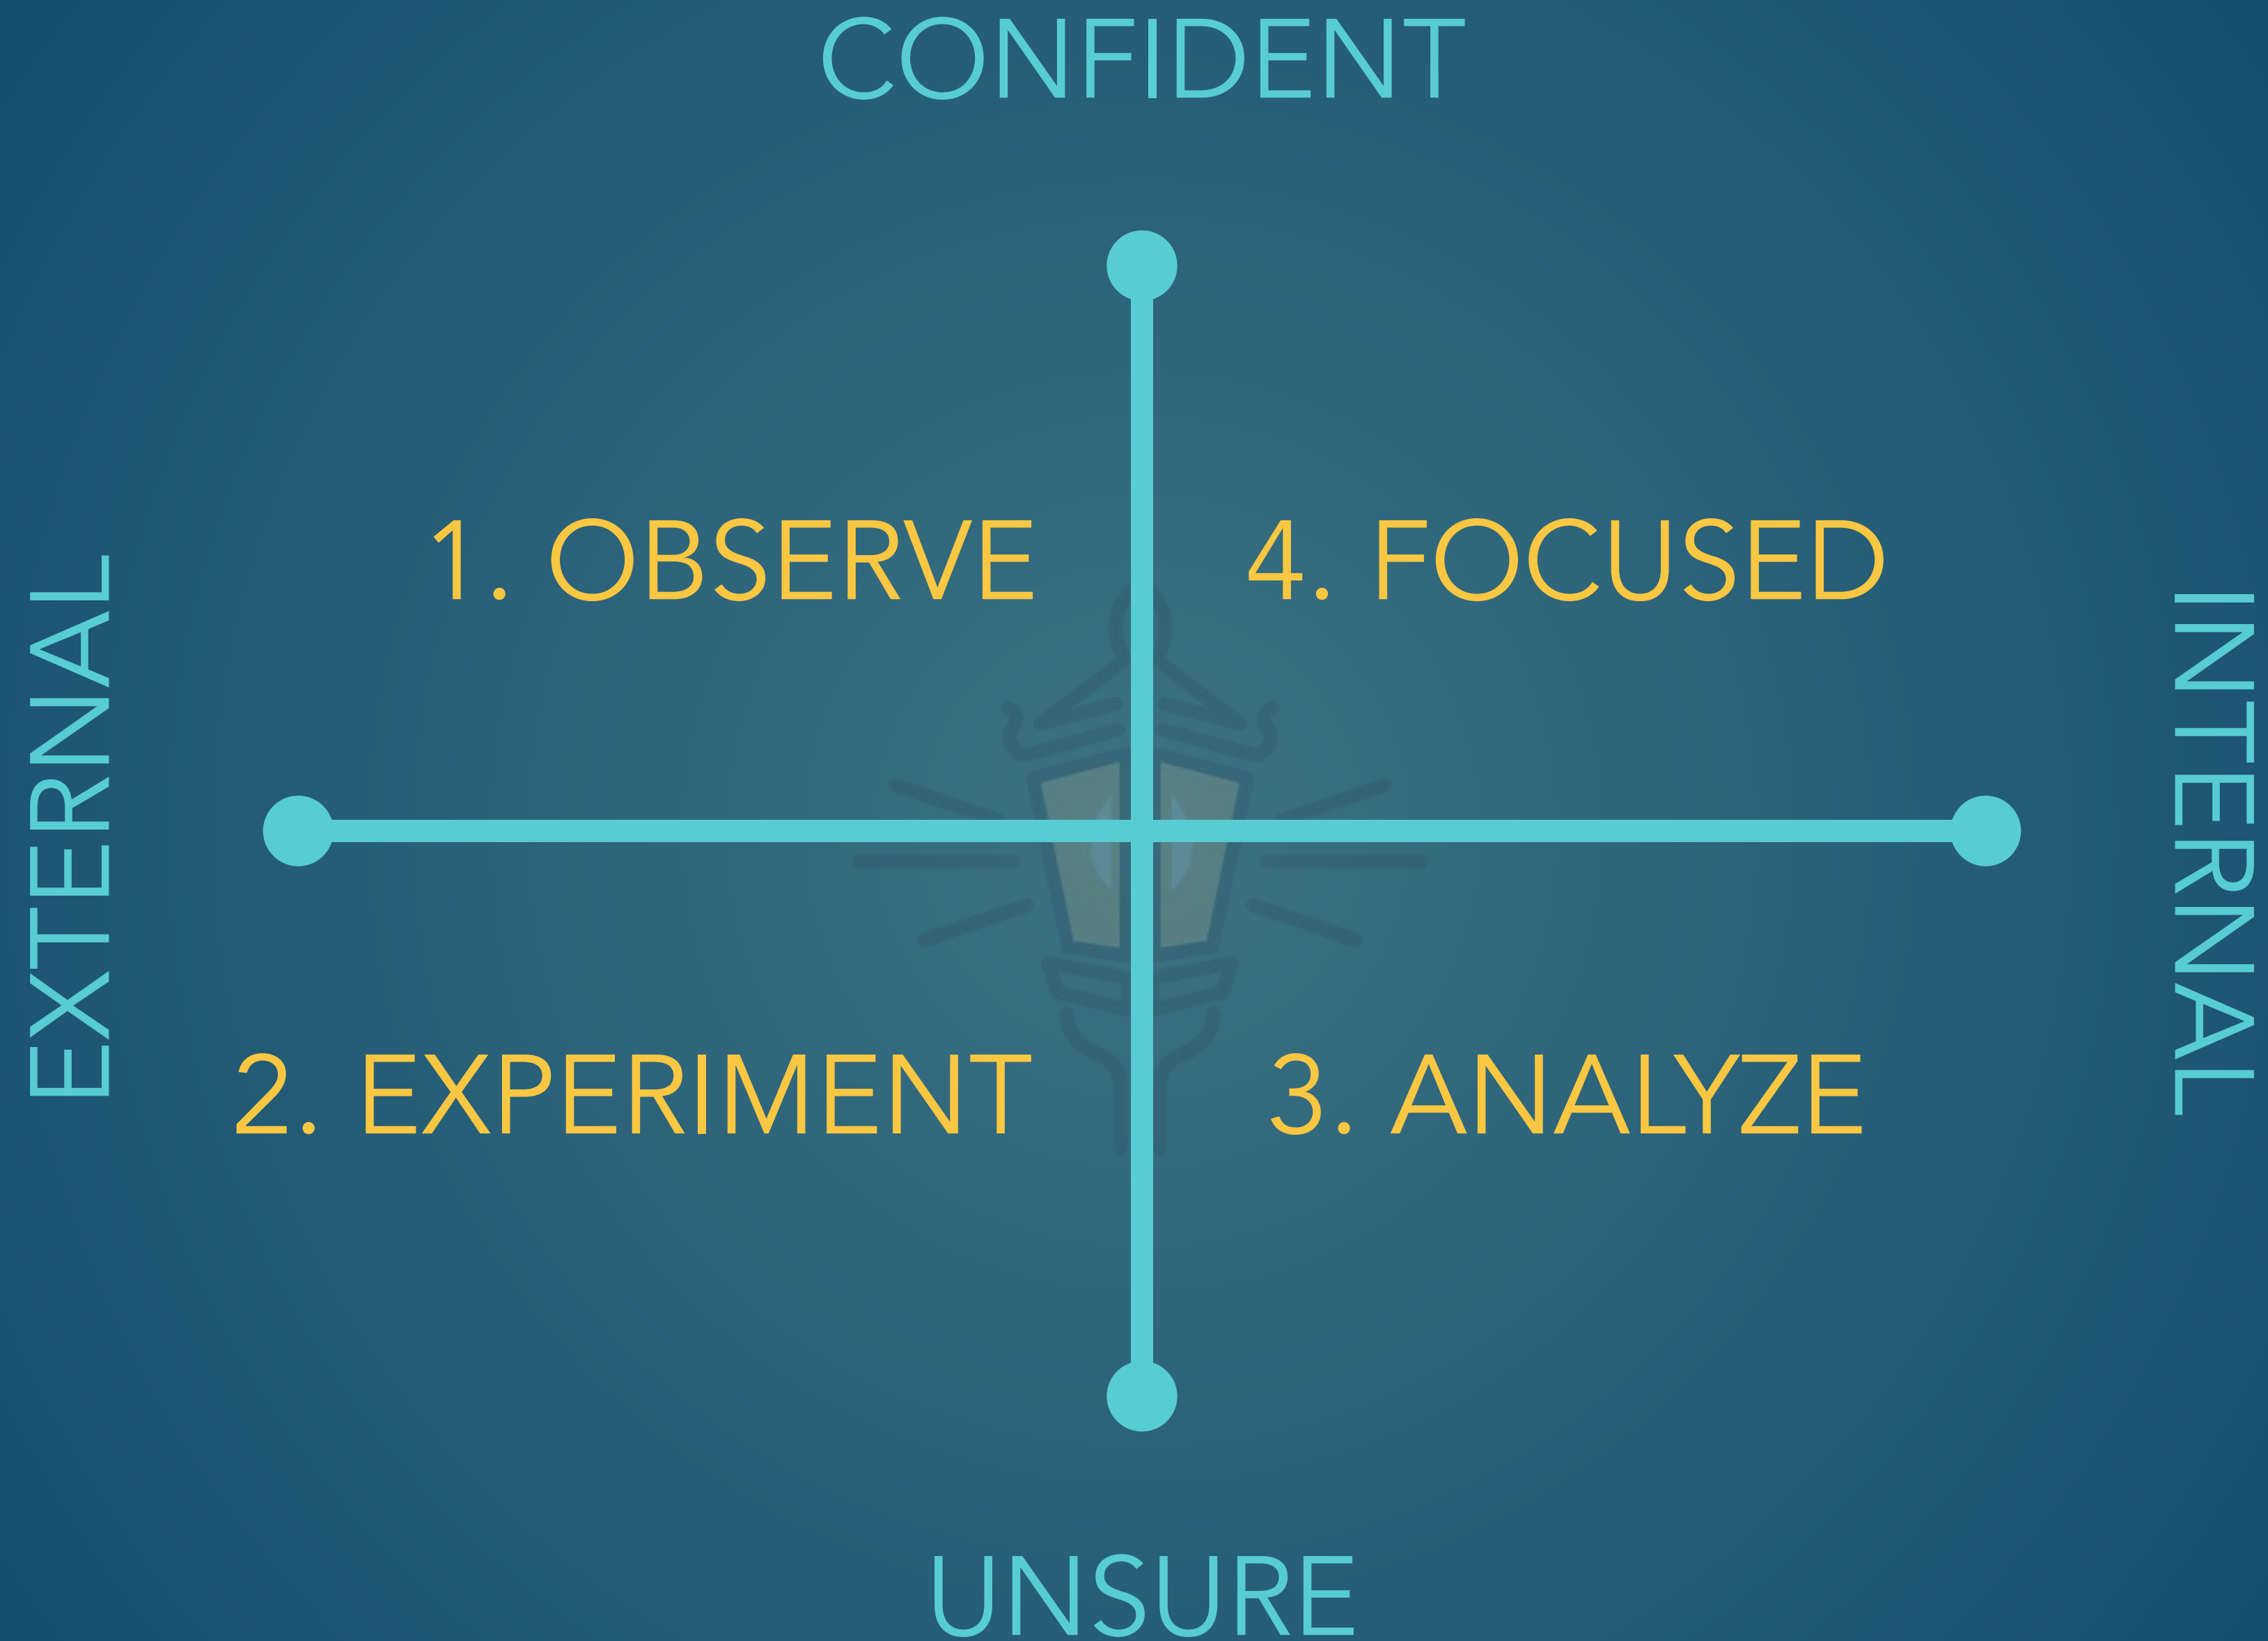 CONFIDENT
1. OBSERVE
4. FOCUSED
EXTERNAL
INTERNAL
2. EXPERIMENT
3. ANALYZE
UNSURE